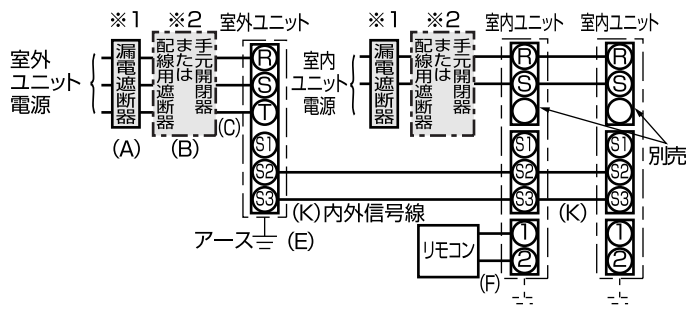 ※1
※2
室外ユニット
※1
※2
室内ユニット
室内ユニット
室外
ユニット
電源
漏電遮断器
手元開閉器
または
配線用遮断器
R
S
T
S1
S2
S3
(A)
(B)
(C)
室内
ユニット
電源
漏電遮断器
手元開閉器
または
配線用遮断器
R
S
S1
S2
S3
1
2
R
S
S1
S2
S3
1
2
別売
(K)内外信号線
(K)
アース
(E)
リモコン
(F)